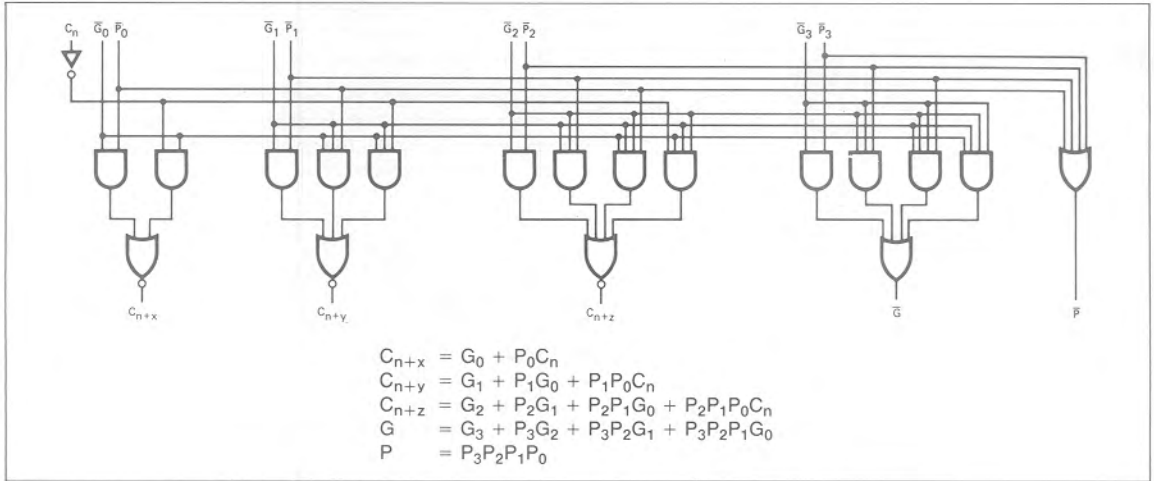 Cₙ G̅₀ P̅₀ G̅₁ P̅₁ G̅₂ P̅₂ G̅₃ P̅₃
Cₙ₊ₓ Cₙ₊ᵧ Cₙ₊z G̅ P̅
Cₙ₊ₓ = G₀ + P₀Cₙ
Cₙ₊ᵧ = G₁ + P₁G₀ + P₁P₀Cₙ
Cₙ₊z = G₂ + P₂G₁ + P₂P₁G₀ + P₂P₁P₀Cₙ
G = G₃ + P₃G₂ + P₃P₂G₁ + P₃P₂P₁G₀
P = P₃P₂P₁P₀